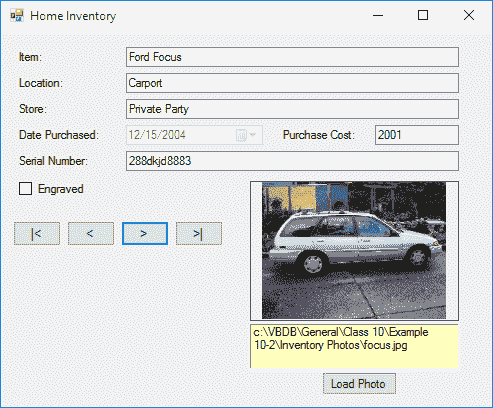 Home Inventory
Item: Ford Focus
Location: Carport
Store: Private Party
Date Purchased: 12/15/2004 Purchase Cost: 2001
Serial Number: 288dkjd8883
Engraved
|< < > >|
c:\VBDB\General\Class 10\Example
10-2\Inventory Photos\focus.jpg
Load Photo